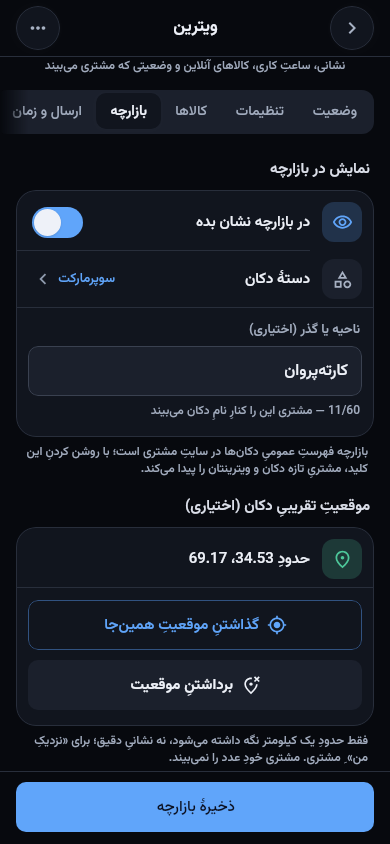 ویترین
نشانی، ساعتِ کاری، کالاهای آنلاین و وضعیتی که مشتری می‌بیند
وضعیت
تنظیمات
کالاها
بازارچه
ارسال و زمان
نمایش در بازارچه
در بازارچه نشان بده
دستهٔ دکان
سوپرمارکت
ناحیه یا گذر (اختیاری)
کارته‌پروان
11/60 — مشتری این را کنارِ نامِ دکان می‌بیند
بازارچه فهرستِ عمومیِ دکان‌ها در سایتِ مشتری است؛ با روشن کردنِ این
کلید، مشتریِ تازه دکان و ویترینتان را پیدا می‌کند.
موقعیتِ تقریبیِ دکان (اختیاری)
حدودِ 34.53، 69.17
گذاشتنِ موقعیتِ همین‌جا
برداشتنِ موقعیت
فقط حدودِ یک کیلومتر نگه داشته می‌شود، نه نشانیِ دقیق؛ برای «نزدیکِ
من»ِ مشتری. مشتری خودِ عدد را نمی‌بیند.
ذخیرهٔ بازارچه